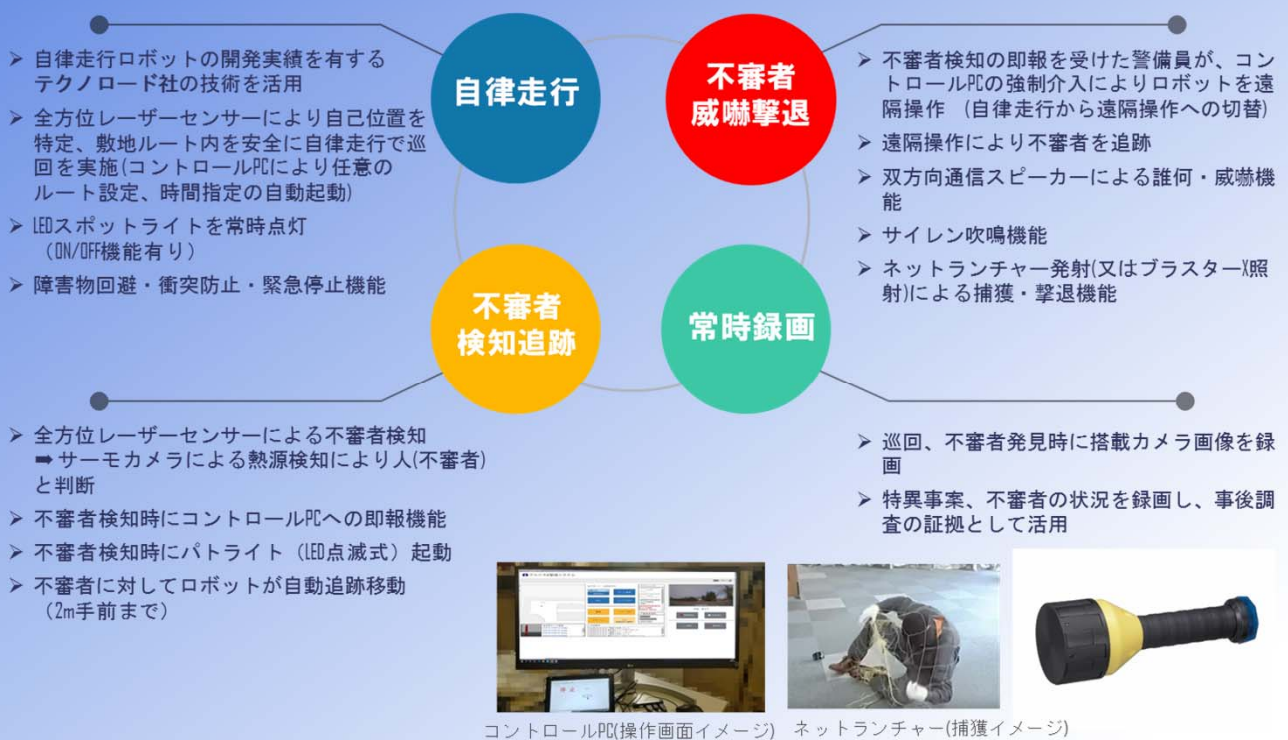 自律走行
➤ 自律走行ロボットの開発実績を有する
テクノロード社の技術を活用
➤ 全方位レーザーセンサーにより自己位置を
特定、敷地ルート内を安全に自律走行で巡
回を実施(コントロールPCにより任意の
ルート設定、時間指定の自動起動)
➤ LEDスポットライトを常時点灯
（ON/OFF機能有り）
➤ 障害物回避・衝突防止・緊急停止機能
不審者
威嚇撃退
➤ 不審者検知の即報を受けた警備員が、コン
トロールPCの強制介入によりロボットを遠
隔操作 (自律走行から遠隔操作への切替)
➤ 遠隔操作により不審者を追跡
➤ 双方向通信スピーカーによる誰何・威嚇機
能
➤ サイレン吹鳴機能
➤ ネットランチャー発射(又はブラスターX照
射)による捕獲・撃退機能
不審者
検知追跡
➤ 全方位レーザーセンサーによる不審者検知
➡ サーモカメラによる熱源検知により人(不審者)
と判断
➤ 不審者検知時にコントロールPCへの即報機能
➤ 不審者検知時にパトライト（LED点滅式）起動
➤ 不審者に対してロボットが自動追跡移動
（2m手前まで）
常時録画
➤ 巡回、不審者発見時に搭載カメラ画像を録
画
➤ 特異事案、不審者の状況を録画し、事後調
査の証拠として活用
コントロールPC(操作画面イメージ)
ネットランチャー(捕獲イメージ)